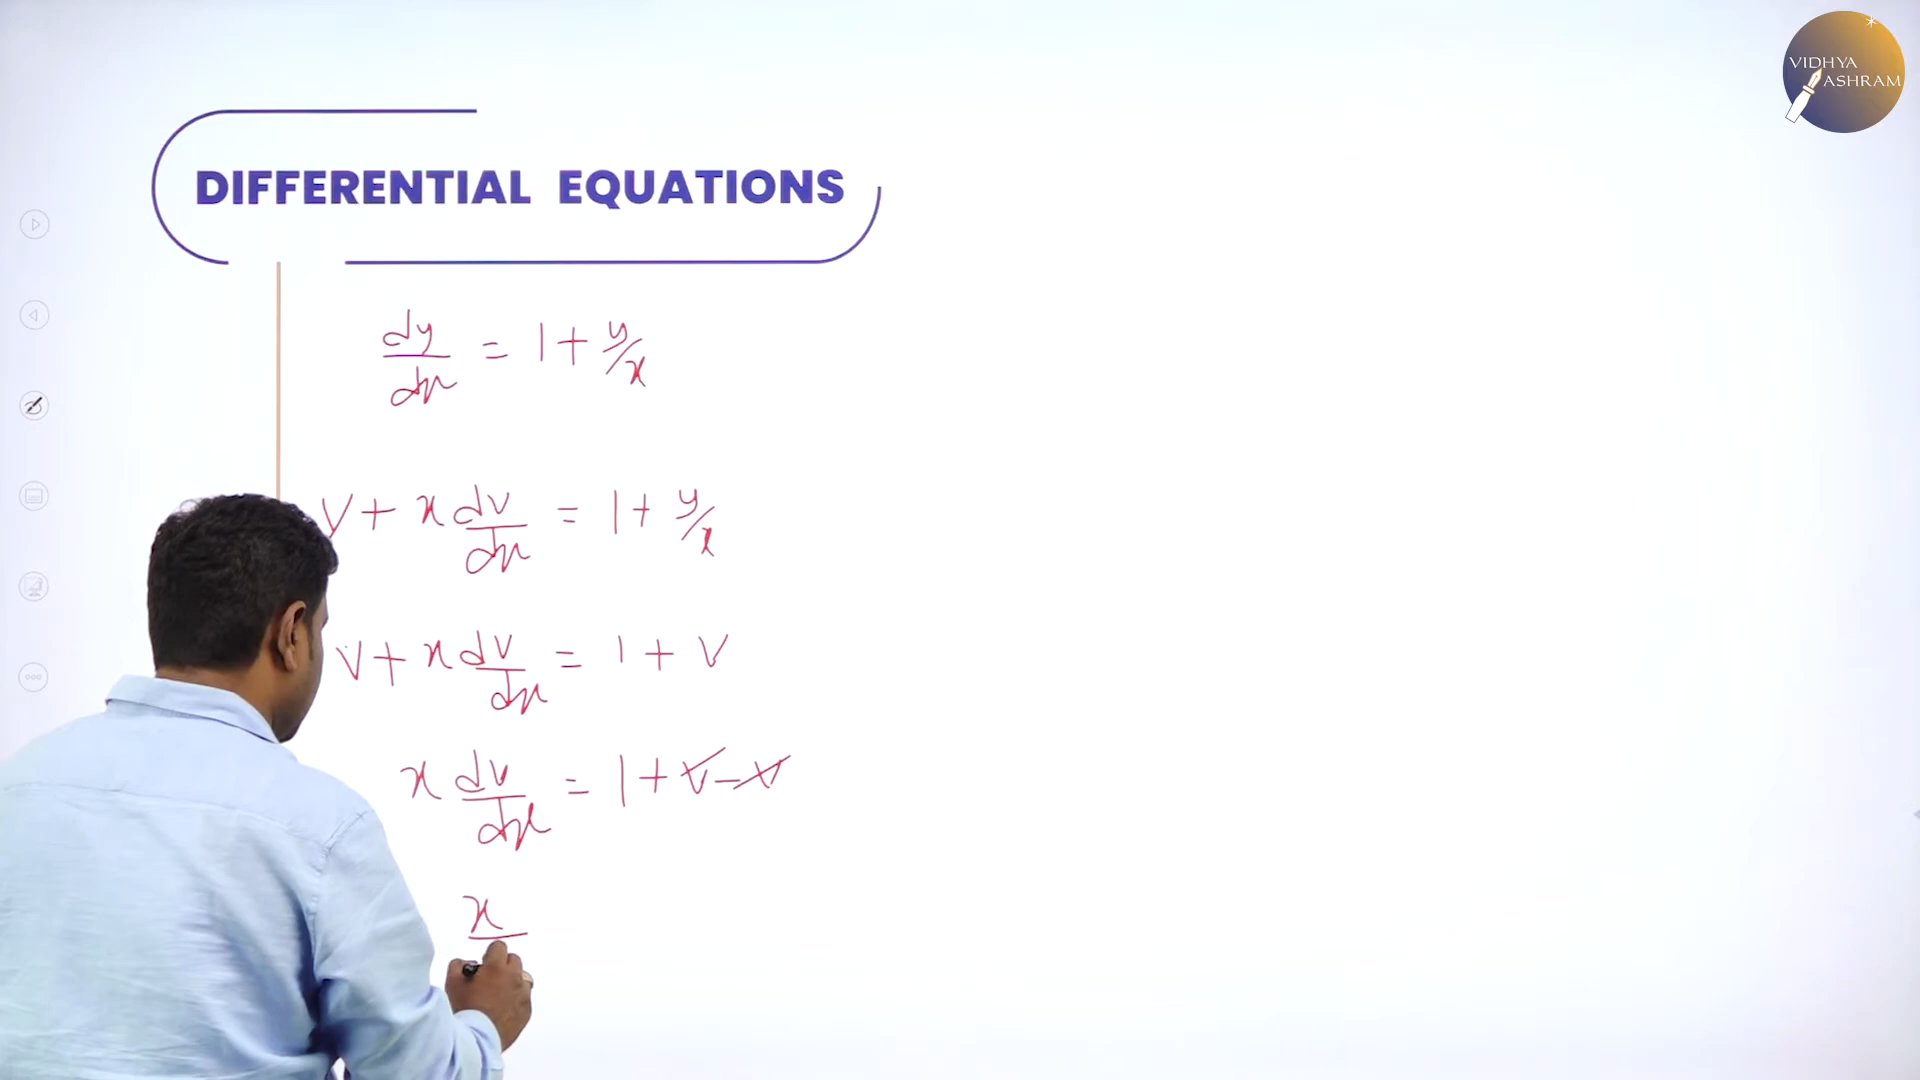 VIDHYA
ASHRAM
DIFFERENTIAL EQUATIONS
dy/dx = 1 + y/x
V + x dv/dx = 1 + y/x
V + x dv/dx = 1 + V
x dv/dx = 1 + V - V
x